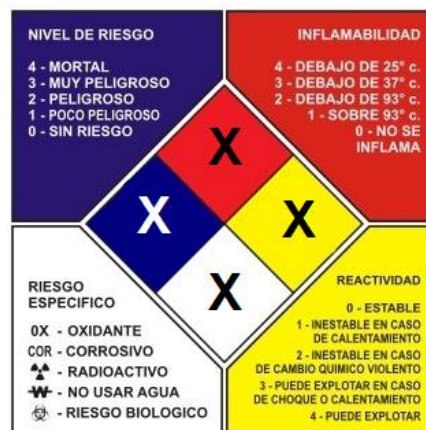 NIVEL DE RIESGO
4 - MORTAL
3 - MUY PELIGROSO
2 - PELIGROSO
1 - POCO PELIGROSO
0 - SIN RIESGO
INFLAMABILIDAD
4 - DEBAJO DE 25° c.
3 - DEBAJO DE 37° c.
2 - DEBAJO DE 93° c.
1 - SOBRE 93° c.
0 - NO SE
INFLAMA
X
X
X
X
RIESGO
ESPECIFICO
0X - OXIDANTE
COR - CORROSIVO
- RADIOACTIVO
W - NO USAR AGUA
- RIESGO BIOLOGICO
REACTIVIDAD
0 - ESTABLE
1 - INESTABLE EN CASO
DE CALENTAMIENTO
2 - INESTABLE EN CASO
DE CAMBIO QUIMICO VIOLENTO
3 - PUEDE EXPLOTAR EN CASO
DE CHOQUE O CALENTAMIENTO
4 - PUEDE EXPLOTAR